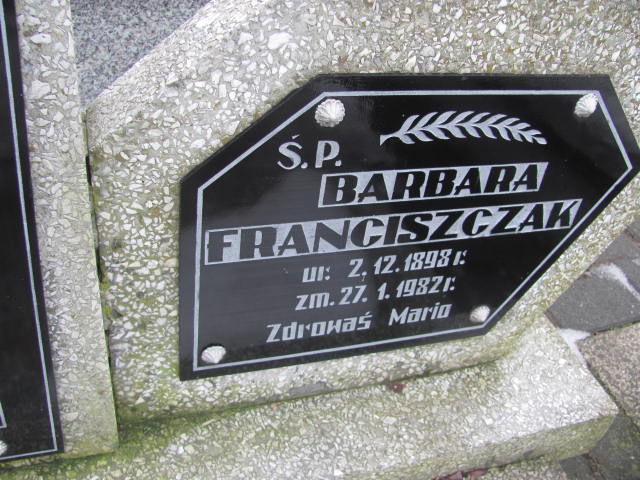 Ś.P.
BARBARA
FRANCISZCZAK
ur. 2.12.1898 r.
zm. 27.1.1982 r.
Zdrowaś Mario